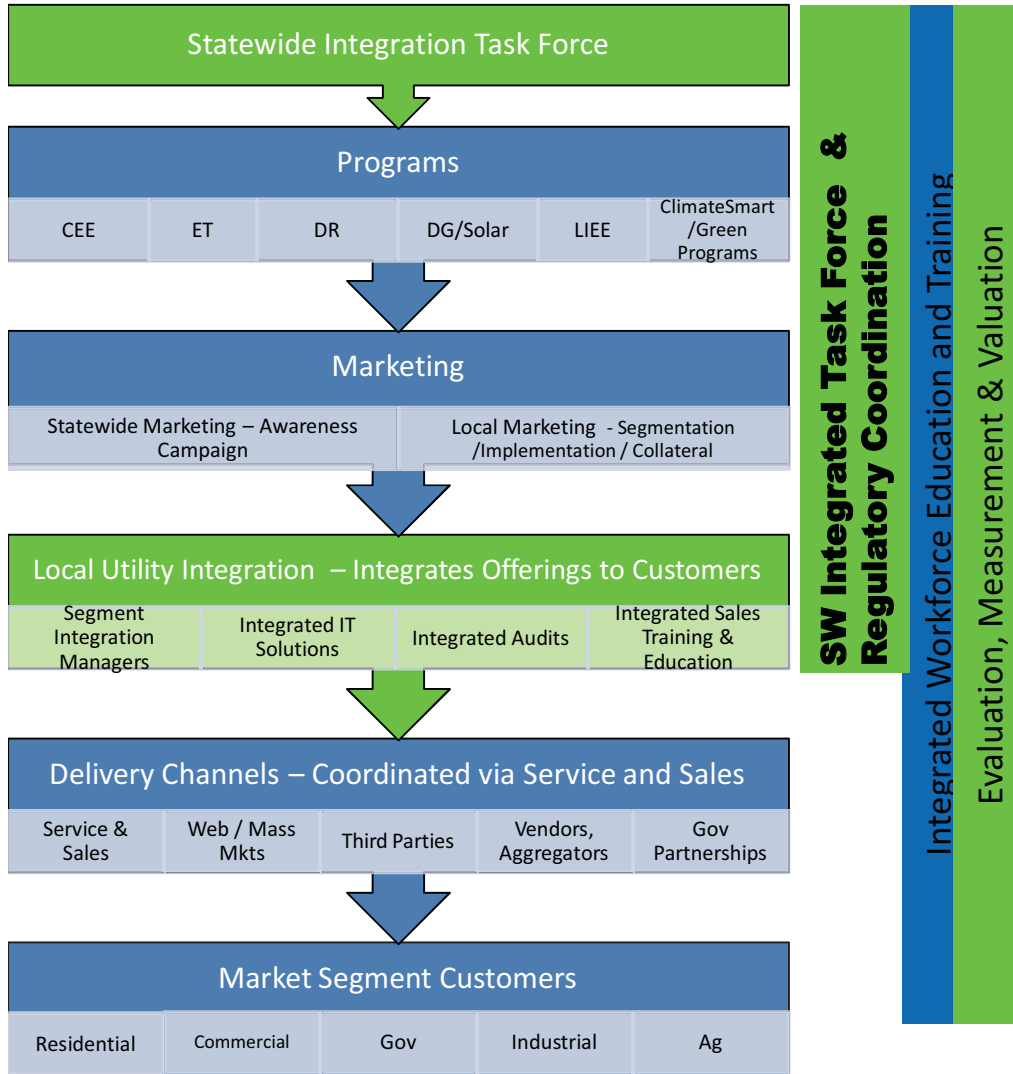 Statewide Integration Task Force
Programs
CEE
ET
DR
DG/Solar
LIEE
ClimateSmart
/Green
Programs
Marketing
Statewide Marketing – Awareness
Campaign
Local Marketing - Segmentation
/Implementation / Collateral
Local Utility Integration – Integrates Offerings to Customers
Segment
Integration
Managers
Integrated IT
Solutions
Integrated Audits
Integrated Sales
Training &
Education
Delivery Channels – Coordinated via Service and Sales
Service &
Sales
Web / Mass
Mkts
Third Parties
Vendors,
Aggregators
Gov
Partnerships
Market Segment Customers
Residential
Commercial
Gov
Industrial
Ag
SW Integrated Task Force &
Regulatory Coordination
Integrated Workforce Education and Training
Evaluation, Measurement & Valuation